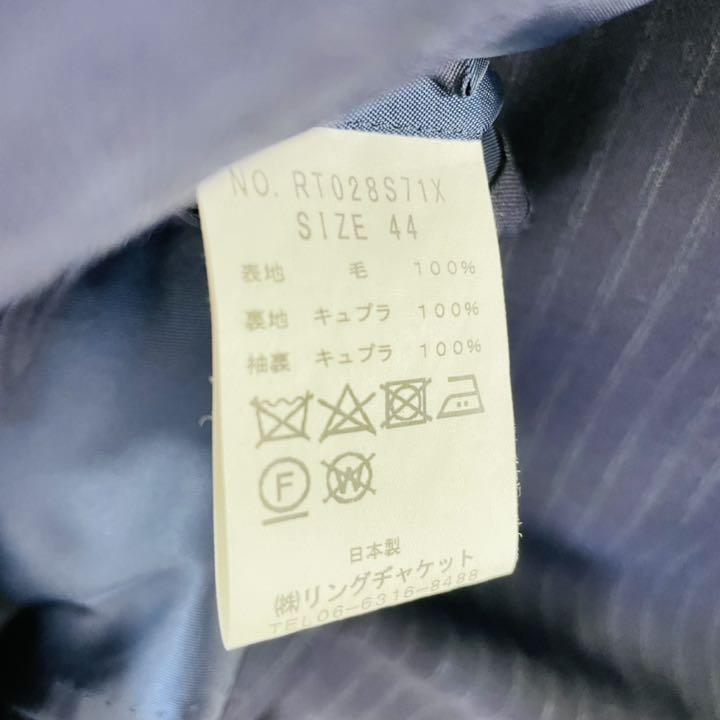 NO. RT028S71X
SIZE 44
表地 毛 100%
裏地 キュプラ 100%
袖裏 キュプラ 100%
F W
日本製
㈱リングヂャケット
TEL06-6316-8488